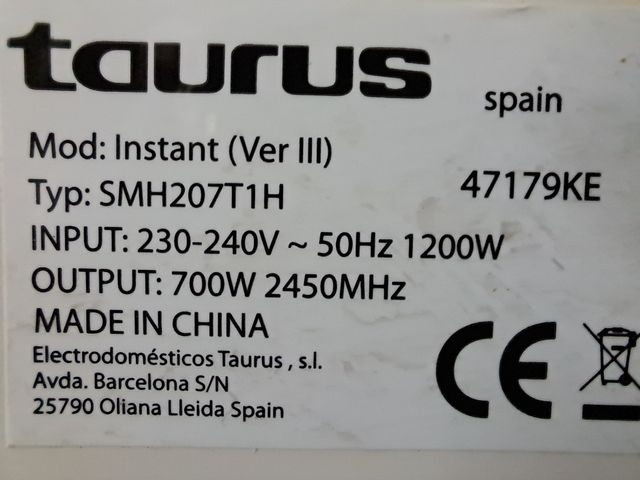 taurus
spain
Mod: Instant (Ver III)
Typ: SMH207T1H
47179KE
INPUT: 230-240V ~ 50Hz 1200W
OUTPUT: 700W 2450MHz
MADE IN CHINA
Electrodomésticos Taurus , s.l.
Avda. Barcelona S/N
25790 Oliana Lleida Spain
CE